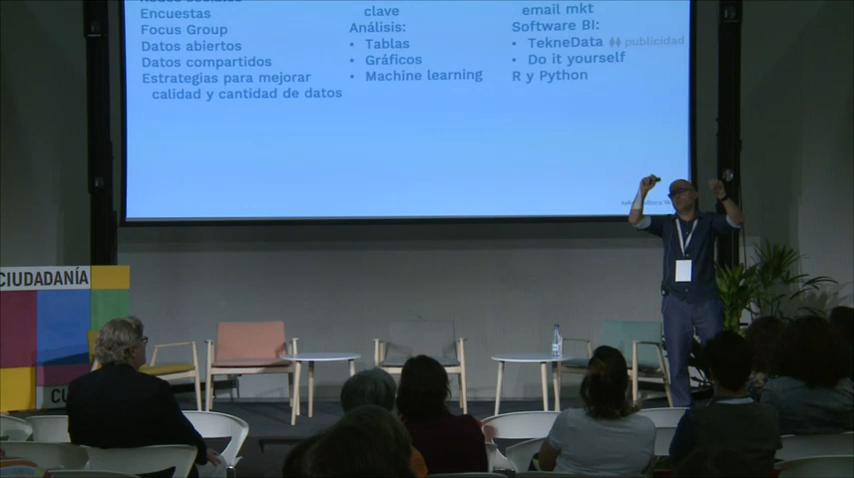 Encuestas
Focus Group
Datos abiertos
Datos compartidos
Estrategias para mejorar
calidad y cantidad de datos
clave
Análisis:
• Tablas
• Gráficos
• Machine learning
email mkt
Software BI:
• TekneData publicidad
• Do it yourself
R y Python
CIUDADANÍA
CU